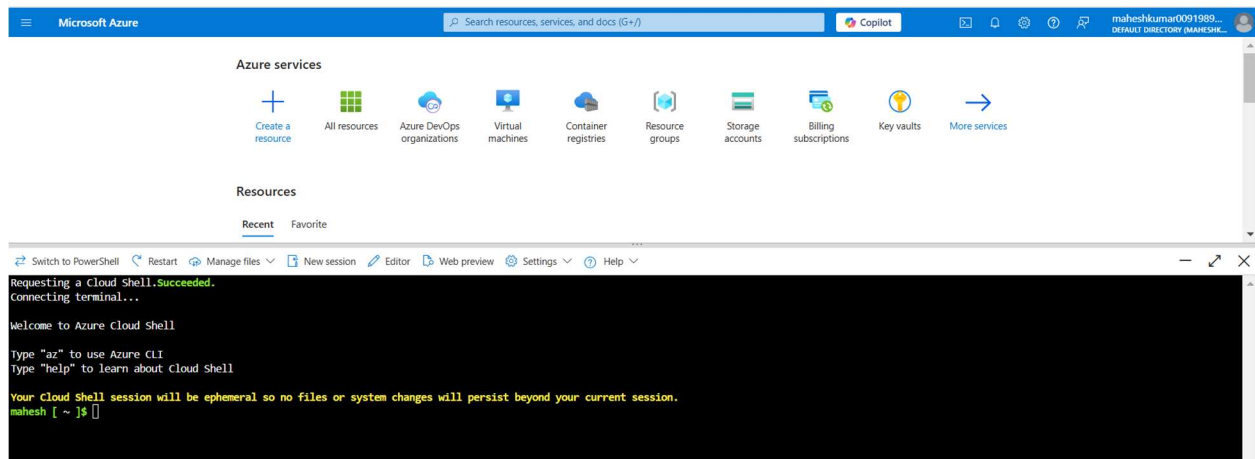 Microsoft Azure
Search resources, services, and docs (G+/)
Copilot
maheshkumar0091989...
DEFAULT DIRECTORY (MAHESHK...
Azure services
Create a resource
All resources
Azure DevOps organizations
Virtual machines
Container registries
Resource groups
Storage accounts
Billing subscriptions
Key vaults
More services
Resources
Recent Favorite
Switch to PowerShell Restart Manage files New session Editor Web preview Settings Help
Requesting a Cloud Shell.Succeeded.
Connecting terminal...
Welcome to Azure Cloud Shell
Type "az" to use Azure CLI
Type "help" to learn about Cloud Shell
Your Cloud Shell session will be ephemeral so no files or system changes will persist beyond your current session.
mahesh [ ~ ]$